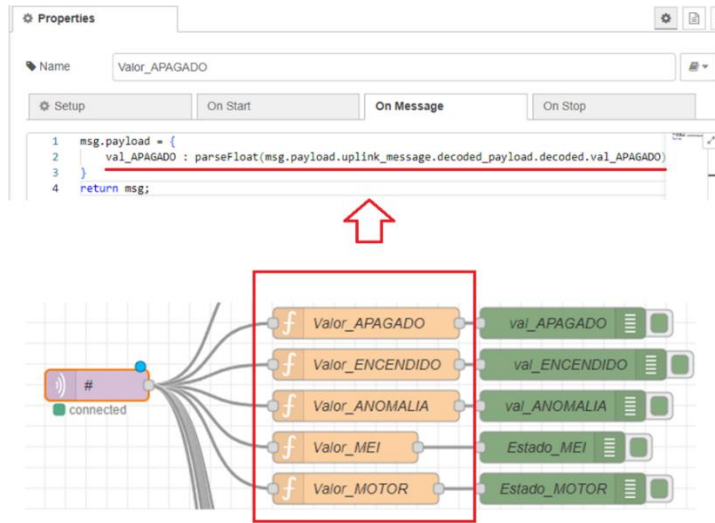 Properties
Name Valor_APAGADO
Setup On Start On Message On Stop
1 msg.payload = {
2 val_APAGADO : parseFloat(msg.payload.uplink_message.decoded_payload.decoded.val_APAGADO)
3 }
4 return msg;
f Valor_APAGADO val_APAGADO
f Valor_ENCENDIDO val_ENCENDIDO
#
connected
f Valor_ANOMALIA val_ANOMALIA
f Valor_MEI Estado_MEI
f Valor_MOTOR Estado_MOTOR